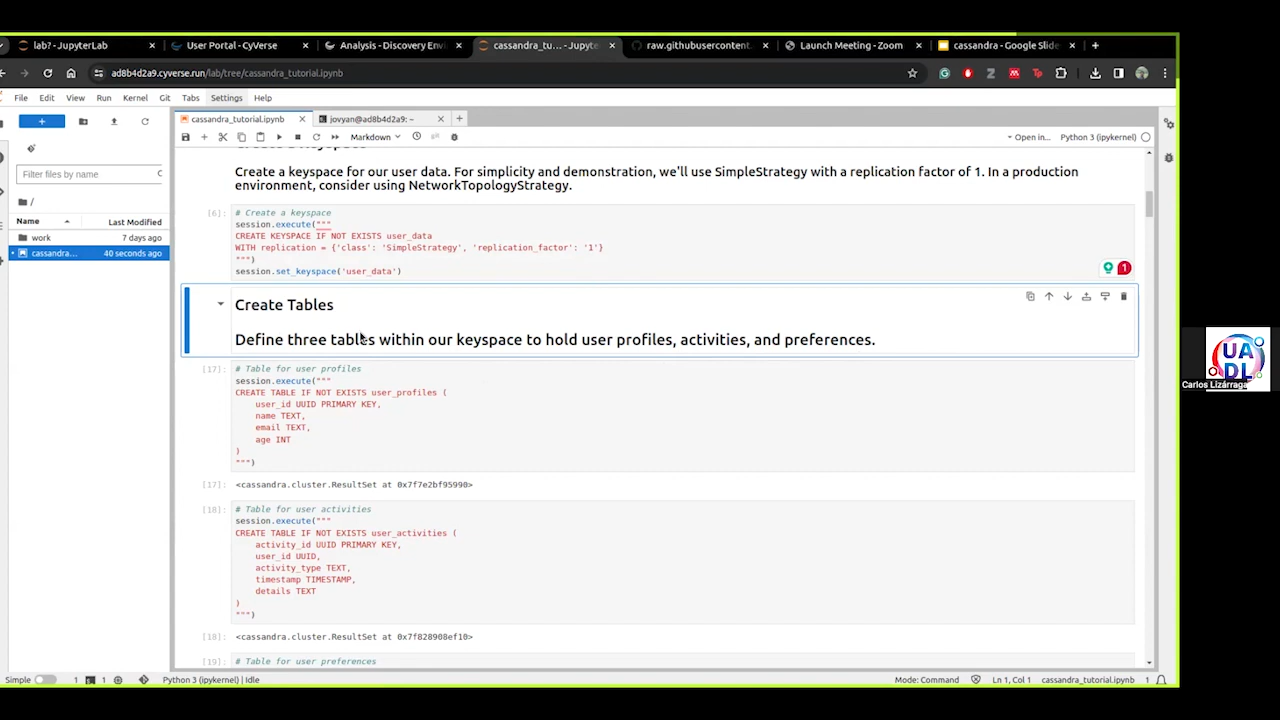 lab? - JupyterLab
User Portal - CyVerse
Analysis - Discovery Envi
cassandra_tu... - Jupyte
raw.githubusercontent.
Launch Meeting - Zoom
cassandra - Google Slide
ad8b4d2a9.cyverse.run/lab/tree/cassandra_tutorial.ipynb
File Edit View Run Kernel Git Tabs Settings Help
cassandra_tutorial.ipynb
jovyan@ad8b4d2a9: ~
Markdown
Open in...
Python 3 (ipykernel)
Filter files by name
/
Name
Last Modified
work
7 days ago
cassandra...
40 seconds ago
Create a keyspace for our user data. For simplicity and demonstration, we'll use SimpleStrategy with a replication factor of 1. In a production
environment, consider using NetworkTopologyStrategy.
[6]:
# Create a keyspace
session.execute("""
CREATE KEYSPACE IF NOT EXISTS user_data
WITH replication = {'class': 'SimpleStrategy', 'replication_factor': '1'}
""")
session.set_keyspace('user_data')
1
Create Tables
Define three tables within our keyspace to hold user profiles, activities, and preferences.
[17]:
# Table for user profiles
session.execute("""
CREATE TABLE IF NOT EXISTS user_profiles (
user_id UUID PRIMARY KEY,
name TEXT,
email TEXT,
age INT
)
""")
[17]:
<cassandra.cluster.ResultSet at 0x7f7e2bf95990>
[18]:
# Table for user activities
session.execute("""
CREATE TABLE IF NOT EXISTS user_activities (
activity_id UUID PRIMARY KEY,
user_id UUID,
activity_type TEXT,
timestamp TIMESTAMP,
details TEXT
)
""")
[18]:
<cassandra.cluster.ResultSet at 0x7f828908ef10>
[19]:
# Table for user preferences
UA
DL
Carlos Lizárraga
Simple
1
1
Python 3 (ipykernel) | Idle
Mode: Command
Ln 1, Col 1
cassandra_tutorial.ipynb
1